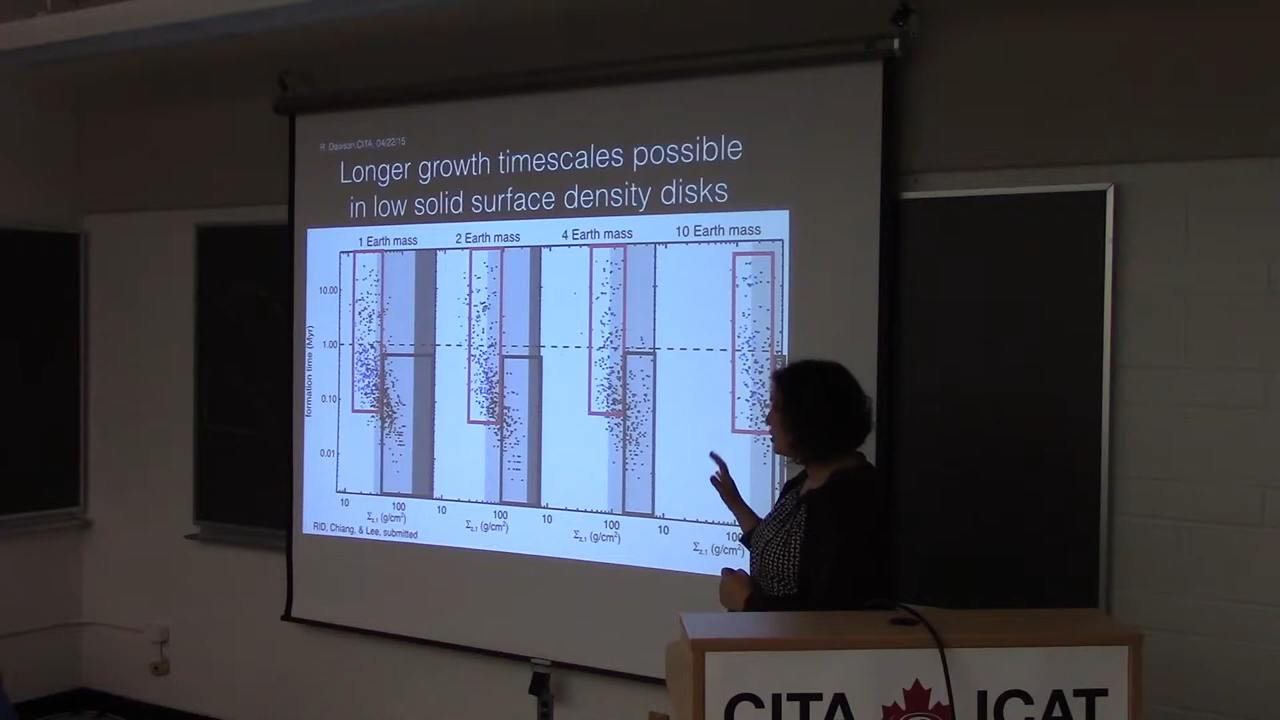 R. Dawson, CITA, 04/22/15
Longer growth timescales possible
in low solid surface density disks
1 Earth mass 2 Earth mass 4 Earth mass 10 Earth mass
formation time (Myr)
10.00
1.00
0.10
0.01
10 100 10 100 10 100 10 100
Σz,1 (g/cm²) Σz,1 (g/cm²) Σz,1 (g/cm²) Σz,1 (g/cm²)
RID, Chiang, & Lee, submitted
CITA ICAT